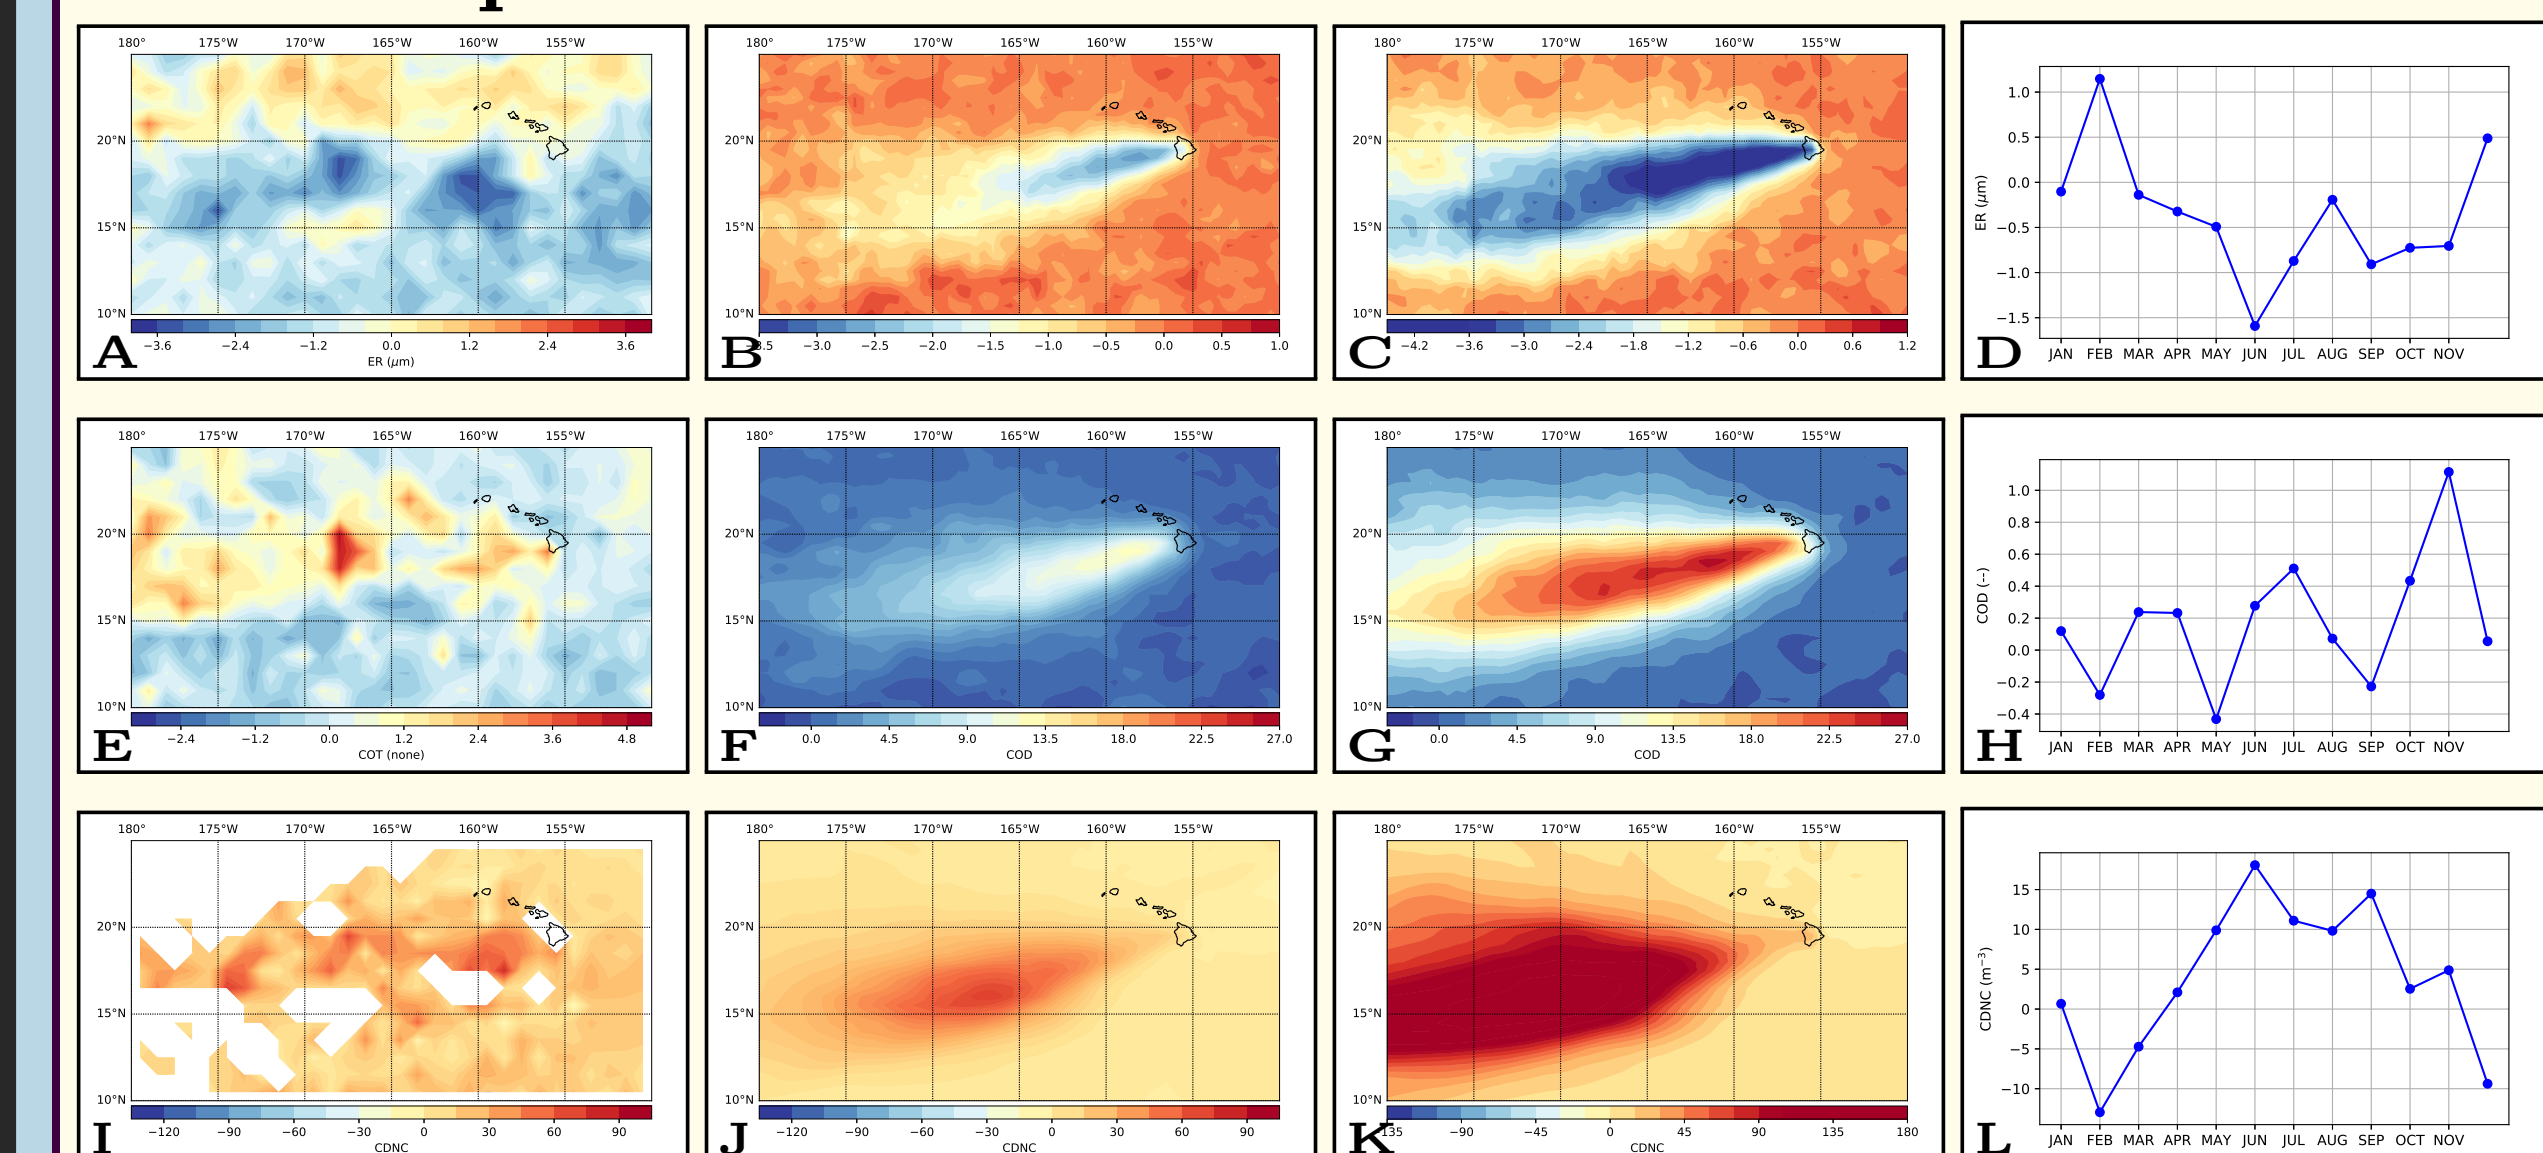 180° 175°W 170°W 165°W 160°W 155°W
20°N
15°N
10°N
−3.6 −2.4 −1.2 0.0 1.2 2.4 3.6
ER (μm)
A
180° 175°W 170°W 165°W 160°W 155°W
20°N
15°N
10°N
−3.0 −2.5 −2.0 −1.5 −1.0 −0.5 0.0 0.5 1.0
B
180° 175°W 170°W 165°W 160°W 155°W
20°N
15°N
10°N
−4.2 −3.6 −3.0 −2.4 −1.8 −1.2 −0.6 0.0 0.6 1.2
C
ER (μm)
1.0
0.5
0.0
−0.5
−1.0
−1.5
JAN FEB MAR APR MAY JUN JUL AUG SEP OCT NOV
D
180° 175°W 170°W 165°W 160°W 155°W
20°N
15°N
10°N
−2.4 −1.2 0.0 1.2 2.4 3.6 4.8
COT (none)
E
180° 175°W 170°W 165°W 160°W 155°W
20°N
15°N
10°N
0.0 4.5 9.0 13.5 18.0 22.5 27.0
COD
F
180° 175°W 170°W 165°W 160°W 155°W
20°N
15°N
10°N
0.0 4.5 9.0 13.5 18.0 22.5 27.0
COD
G
COD (--)
1.0
0.8
0.6
0.4
0.2
0.0
−0.2
−0.4
JAN FEB MAR APR MAY JUN JUL AUG SEP OCT NOV
H
180° 175°W 170°W 165°W 160°W 155°W
20°N
15°N
10°N
−120 −90 −60 −30 0 30 60 90
CDNC
I
180° 175°W 170°W 165°W 160°W 155°W
20°N
15°N
10°N
−120 −90 −60 −30 0 30 60 90
CDNC
J
180° 175°W 170°W 165°W 160°W 155°W
20°N
15°N
10°N
−90 −45 0 45 90 135 180
CDNC
K
CDNC (m⁻³)
15
10
5
0
−5
−10
JAN FEB MAR APR MAY JUN JUL AUG SEP OCT NOV
L